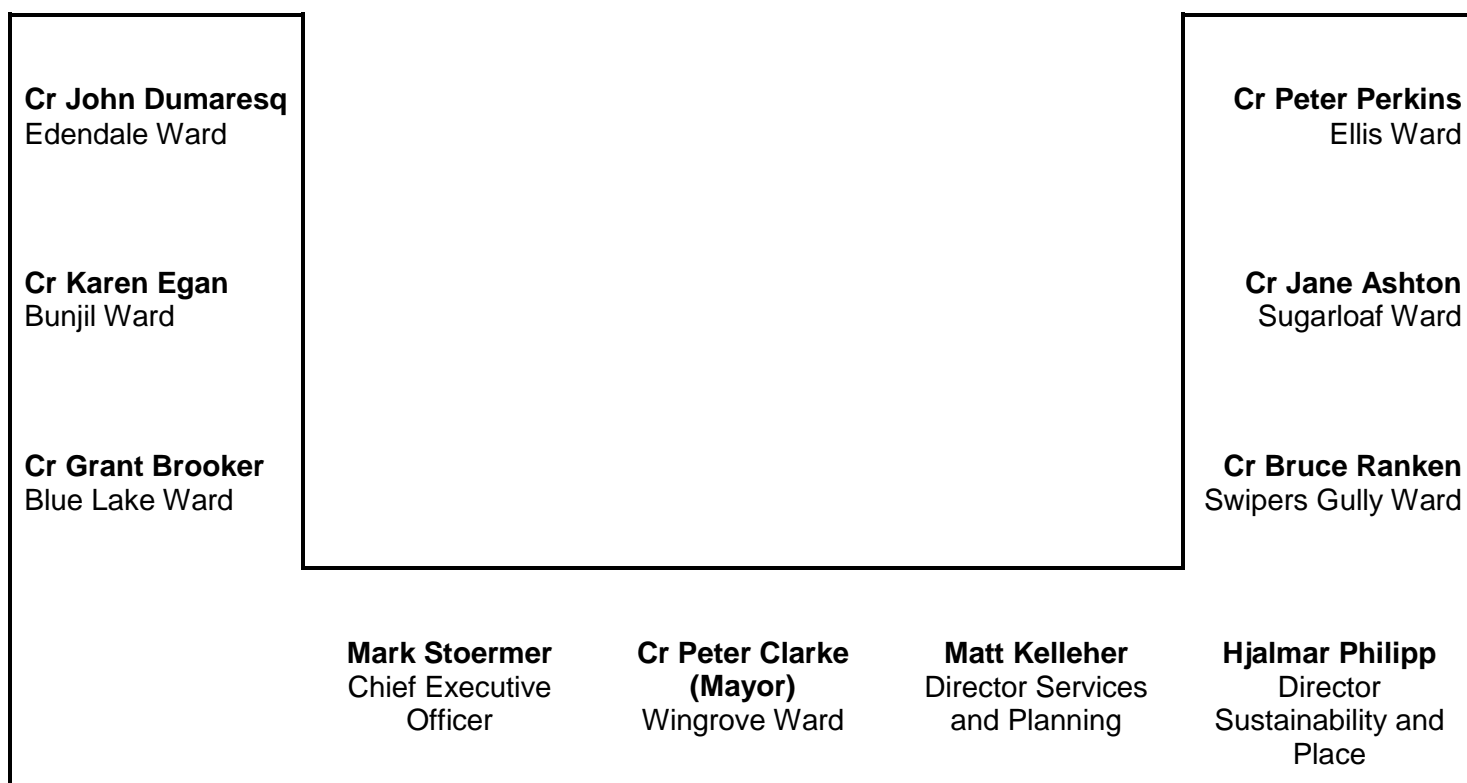 Cr John Dumaresq
Edendale Ward
Cr Peter Perkins
Ellis Ward
Cr Karen Egan
Bunjil Ward
Cr Jane Ashton
Sugarloaf Ward
Cr Grant Brooker
Blue Lake Ward
Cr Bruce Ranken
Swipers Gully Ward
Mark Stoermer
Chief Executive
Officer
Cr Peter Clarke
(Mayor)
Wingrove Ward
Matt Kelleher
Director Services
and Planning
Hjalmar Philipp
Director
Sustainability and
Place